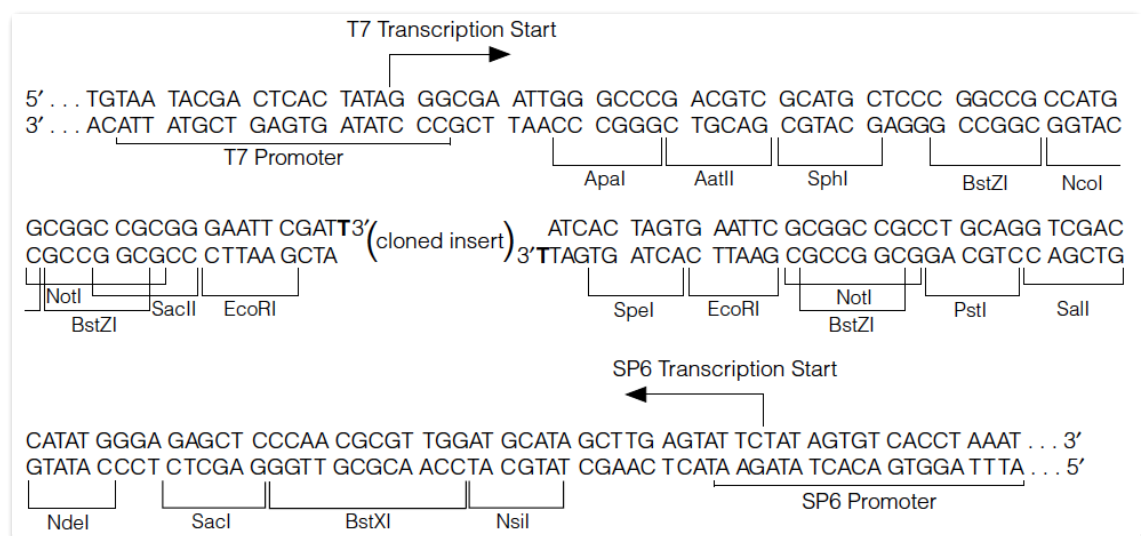 T7 Transcription Start
5′ . . . TGTAA TACGA CTCAC TATAG GGCGA ATTGG GCCCG ACGTC GCATG CTCCC GGCCG CCATG
3′ . . . ACATT ATGCT GAGTG ATATC CCGCT TAACC CGGGC TGCAG CGTAC GAGGG CCGGC GGTAC
T7 Promoter
ApaI AatII SphI BstZI NcoI
GCGGC CGCGG GAATT CGATT3′ (cloned insert) ATCAC TAGTG AATTC GCGGC CGCCT GCAGG TCGAC
CGCCG GCGCC CTTAAG CTA 3′TTAGTG ATCAC TTAAG CGCCG GCGGA CGTCC AGCTG
NotI SacII EcoRI SpeI EcoRI NotI PstI SalI
BstZI BstZI
SP6 Transcription Start
CATAT GGGA GAGCT CCCAA CGCGT TGGAT GCATA GCTTG AGTAT TCTAT AGTGT CACCT AAAT . . . 3′
GTATA CCCT CTCGAG GGTT GCGCA ACCTA CGTAT CGAAC TCATA AGATA TCACA GTGGA TTTA . . . 5′
SP6 Promoter
NdeI SacI BstXI NsiI